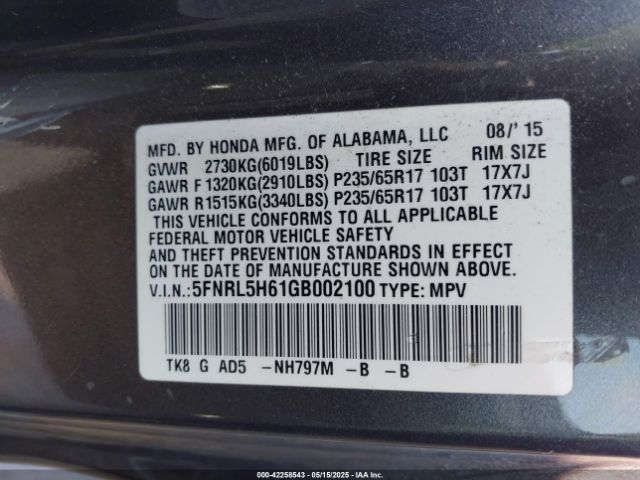 MFD. BY HONDA MFG. OF ALABAMA, LLC 08/'15
GVWR 2730KG(6019LBS) TIRE SIZE RIM SIZE
GAWR F 1320KG(2910LBS) P235/65R17 103T 17X7J
GAWR R1515KG(3340LBS) P235/65R17 103T 17X7J
THIS VEHICLE CONFORMS TO ALL APPLICABLE
FEDERAL MOTOR VEHICLE SAFETY
AND THEFT PREVENTION STANDARDS IN EFFECT
ON THE DATE OF MANUFACTURE SHOWN ABOVE.
V.I.N.:5FNRL5H61GB002100 TYPE: MPV
TK8 G AD5 -NH797M -B -B
000-42258543 05/15/2025 IAAI.CA